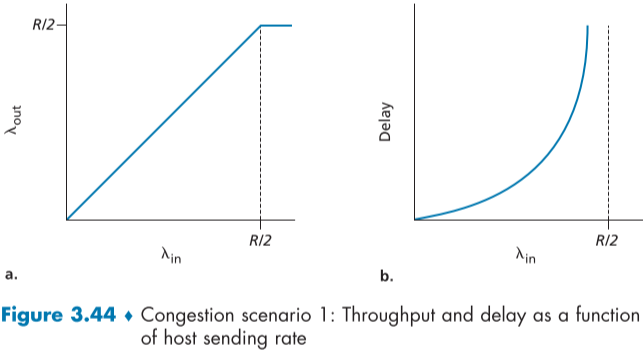 R/2
λout
R/2
λin
a.
Delay
R/2
λin
b.
Figure 3.44 ♦ Congestion scenario 1: Throughput and delay as a function
of host sending rate